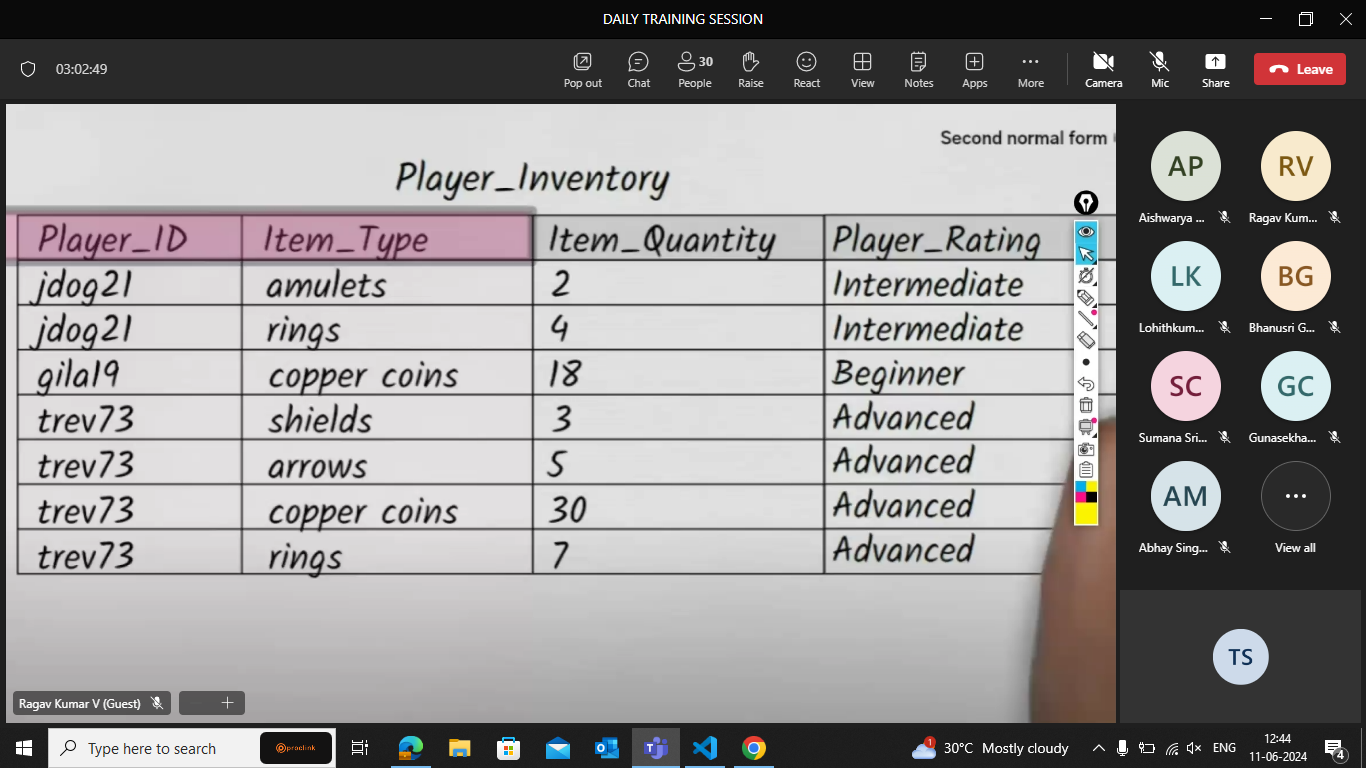 DAILY TRAINING SESSION
03:02:49
Pop out
Chat
30
People
Raise
React
View
Notes
Apps
More
Camera
Mic
Share
Leave
Second normal form
Player_Inventory
Player_ID Item_Type Item_Quantity Player_Rating
jdog21 amulets 2 Intermediate
jdog21 rings 4 Intermediate
gila19 copper coins 18 Beginner
trev73 shields 3 Advanced
trev73 arrows 5 Advanced
trev73 copper coins 30 Advanced
trev73 rings 7 Advanced
Ragav Kumar V (Guest)
AP
Aishwarya ...
RV
Ragav Kum...
LK
Lohithkum...
BG
Bhanusri G...
SC
Sumana Sri...
GC
Gunasekha...
AM
Abhay Sing...
View all
TS
Type here to search
proclink
1
30°C Mostly cloudy
ENG
12:44
11-06-2024
4